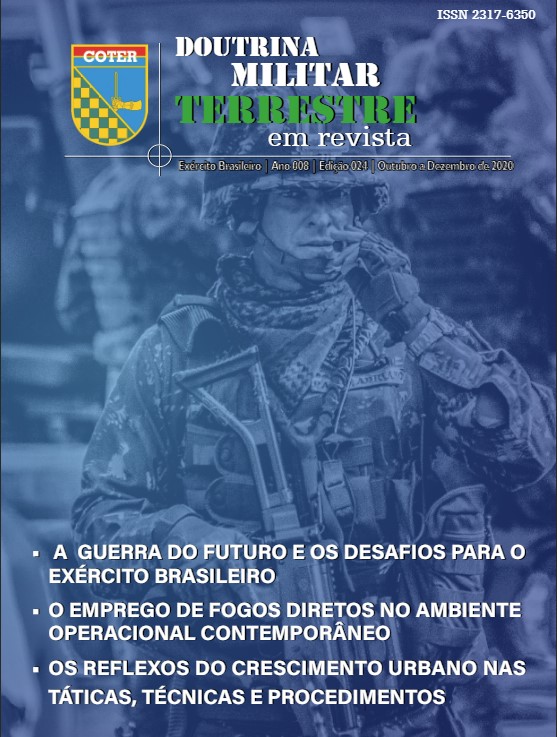 ISSN 2317-6350
COTER
DOUTRINA
MILITAR
TERRESTRE
em revista
Exército Brasileiro | Ano 008 | Edição 024 | Outubro a Dezembro de 2020
▪ A GUERRA DO FUTURO E OS DESAFIOS PARA O
EXÉRCITO BRASILEIRO
▪ O EMPREGO DE FOGOS DIRETOS NO AMBIENTE
OPERACIONAL CONTEMPORÂNEO
▪ OS REFLEXOS DO CRESCIMENTO URBANO NAS
TÁTICAS, TÉCNICAS E PROCEDIMENTOS